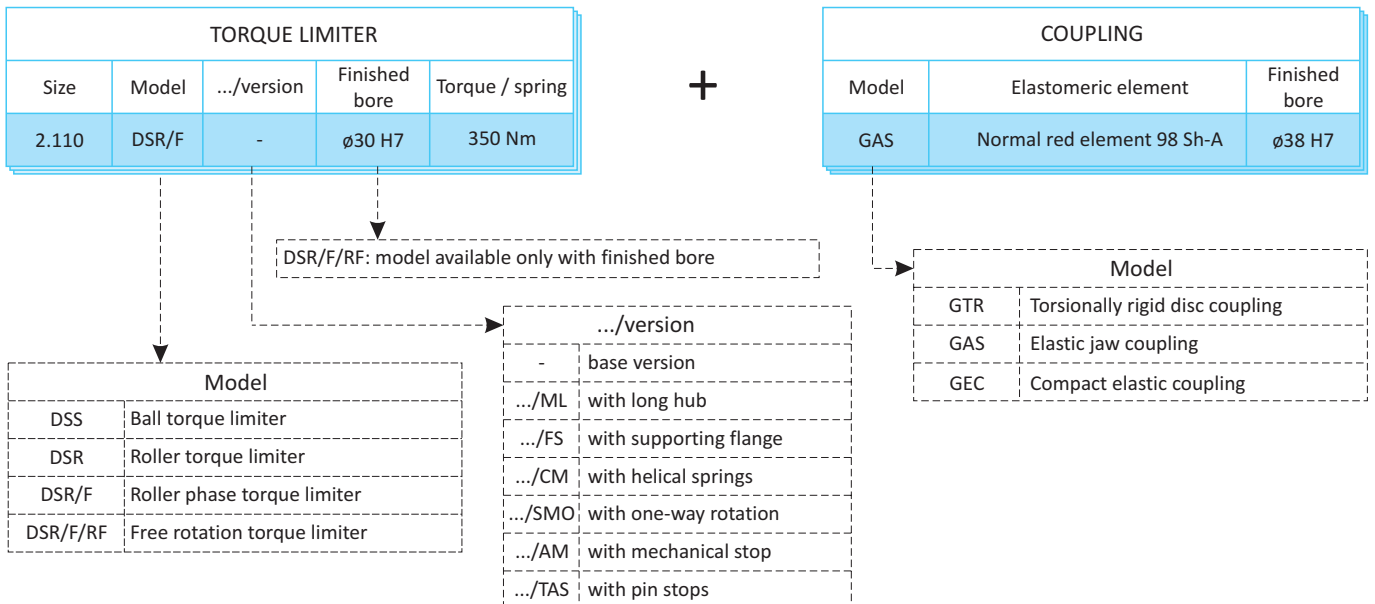 TORQUE LIMITER
Size Model .../version Finished bore Torque / spring
2.110 DSR/F - ø30 H7 350 Nm
+
COUPLING
Model Elastomeric element Finished bore
GAS Normal red element 98 Sh-A ø38 H7
DSR/F/RF: model available only with finished bore
Model
GTR Torsionally rigid disc coupling
GAS Elastic jaw coupling
GEC Compact elastic coupling
.../version
- base version
.../ML with long hub
.../FS with supporting flange
.../CM with helical springs
.../SMO with one-way rotation
.../AM with mechanical stop
.../TAS with pin stops
Model
DSS Ball torque limiter
DSR Roller torque limiter
DSR/F Roller phase torque limiter
DSR/F/RF Free rotation torque limiter